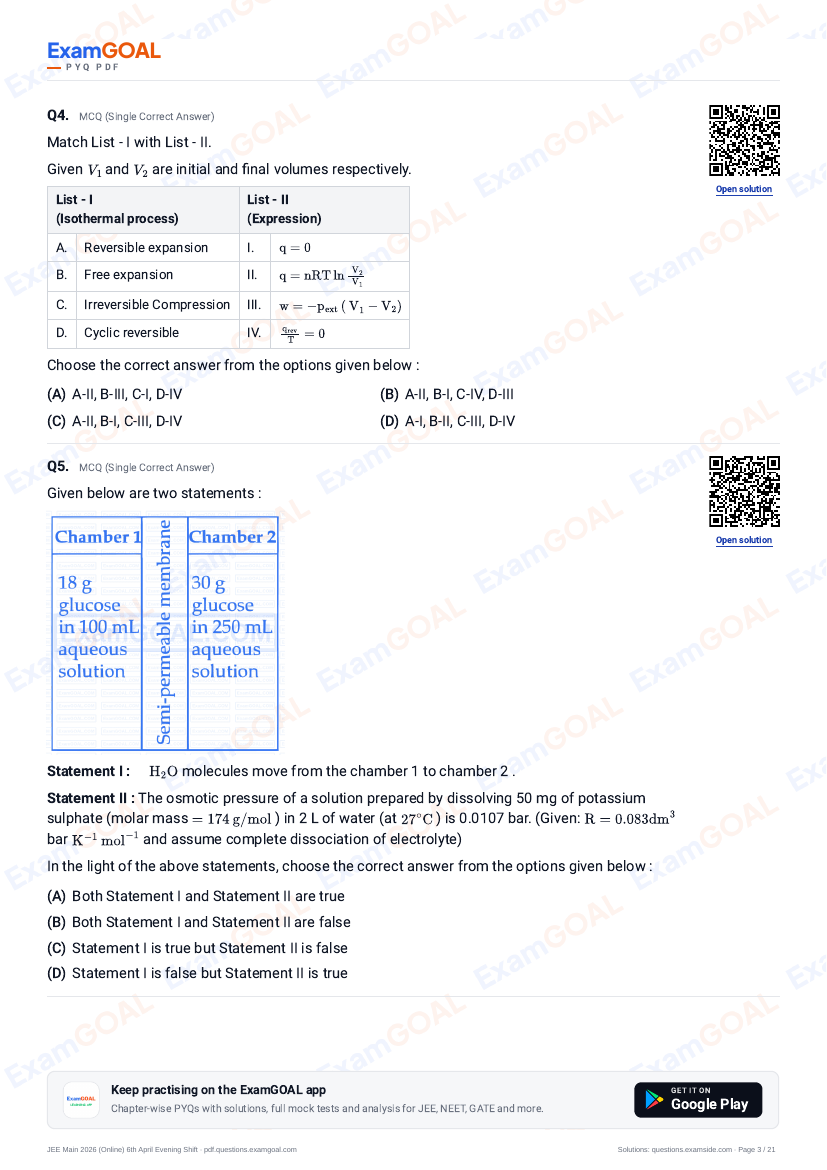 ExamGOAL
PYQ PDF
Q4. MCQ (Single Correct Answer)
Match List - I with List - II.
Given V₁ and V₂ are initial and final volumes respectively.
Open solution
List - I
(Isothermal process)
List - II
(Expression)
A. Reversible expansion I. q = 0
B. Free expansion II. q = nRT ln V₂/V₁
C. Irreversible Compression III. w = −pₑₓₜ ( V₁ − V₂)
D. Cyclic reversible IV. qᵣₑᵥ/T = 0
Choose the correct answer from the options given below :
(A) A-II, B-III, C-I, D-IV (B) A-II, B-I, C-IV, D-III
(C) A-II, B-I, C-III, D-IV (D) A-I, B-II, C-III, D-IV
Q5. MCQ (Single Correct Answer)
Given below are two statements :
Open solution
Chamber 1
18 g
glucose
in 100 mL
aqueous
solution
Semi-permeable membrane
Chamber 2
30 g
glucose
in 250 mL
aqueous
solution
Statement I : H₂O molecules move from the chamber 1 to chamber 2 .
Statement II : The osmotic pressure of a solution prepared by dissolving 50 mg of potassium
sulphate (molar mass = 174 g/mol ) in 2 L of water (at 27°C ) is 0.0107 bar. (Given: R = 0.083dm³
bar K⁻¹ mol⁻¹ and assume complete dissociation of electrolyte)
In the light of the above statements, choose the correct answer from the options given below :
(A) Both Statement I and Statement II are true
(B) Both Statement I and Statement II are false
(C) Statement I is true but Statement II is false
(D) Statement I is false but Statement II is true
ExamGOAL
Keep practising on the ExamGOAL app
Chapter-wise PYQs with solutions, full mock tests and analysis for JEE, NEET, GATE and more.
GET IT ON
Google Play
JEE Main 2026 (Online) 6th April Evening Shift · pdf.questions.examgoal.com
Solutions: questions.examside.com · Page 3 / 21